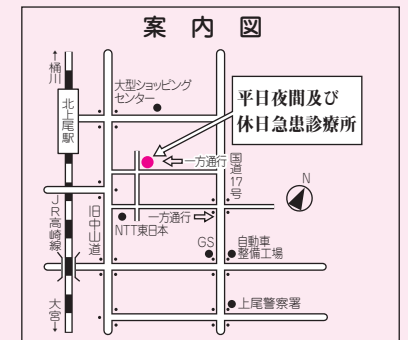 案内図
↑桶川
北上尾駅
大型ショッピング
センター
平日夜間及び
休日急患診療所
一方通行
国道17号
N
JR高崎線
旧中山道
一方通行
NTT東日本
GS
自動車
整備工場
大宮↓
上尾警察署